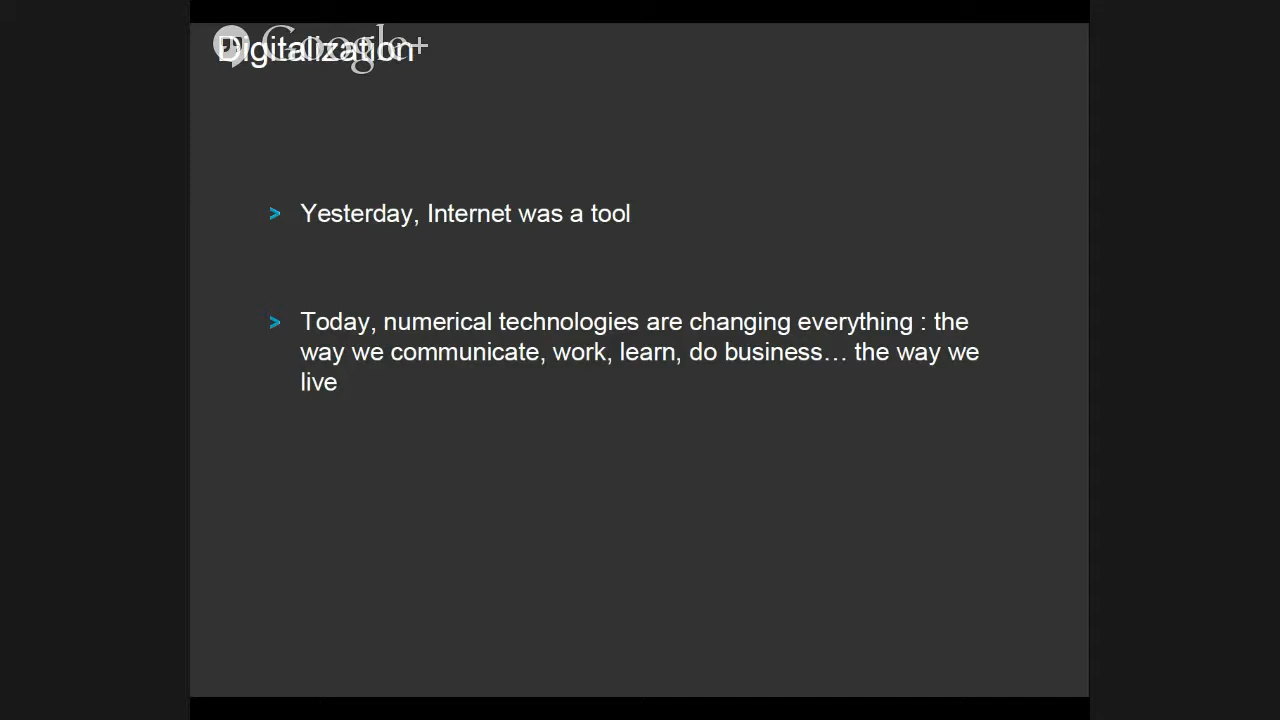 Google+
Digitalization
> Yesterday, Internet was a tool
> Today, numerical technologies are changing everything : the
way we communicate, work, learn, do business… the way we
live